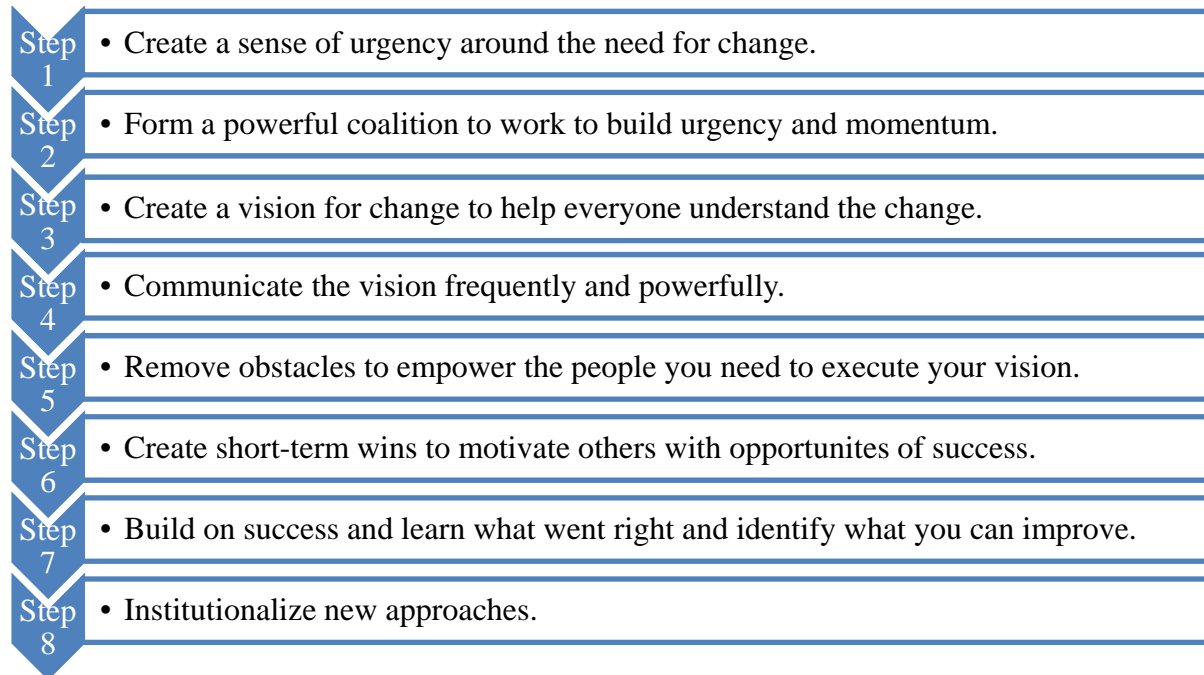 Step 1
• Create a sense of urgency around the need for change.
Step 2
• Form a powerful coalition to work to build urgency and momentum.
Step 3
• Create a vision for change to help everyone understand the change.
Step 4
• Communicate the vision frequently and powerfully.
Step 5
• Remove obstacles to empower the people you need to execute your vision.
Step 6
• Create short-term wins to motivate others with opportunites of success.
Step 7
• Build on success and learn what went right and identify what you can improve.
Step 8
• Institutionalize new approaches.